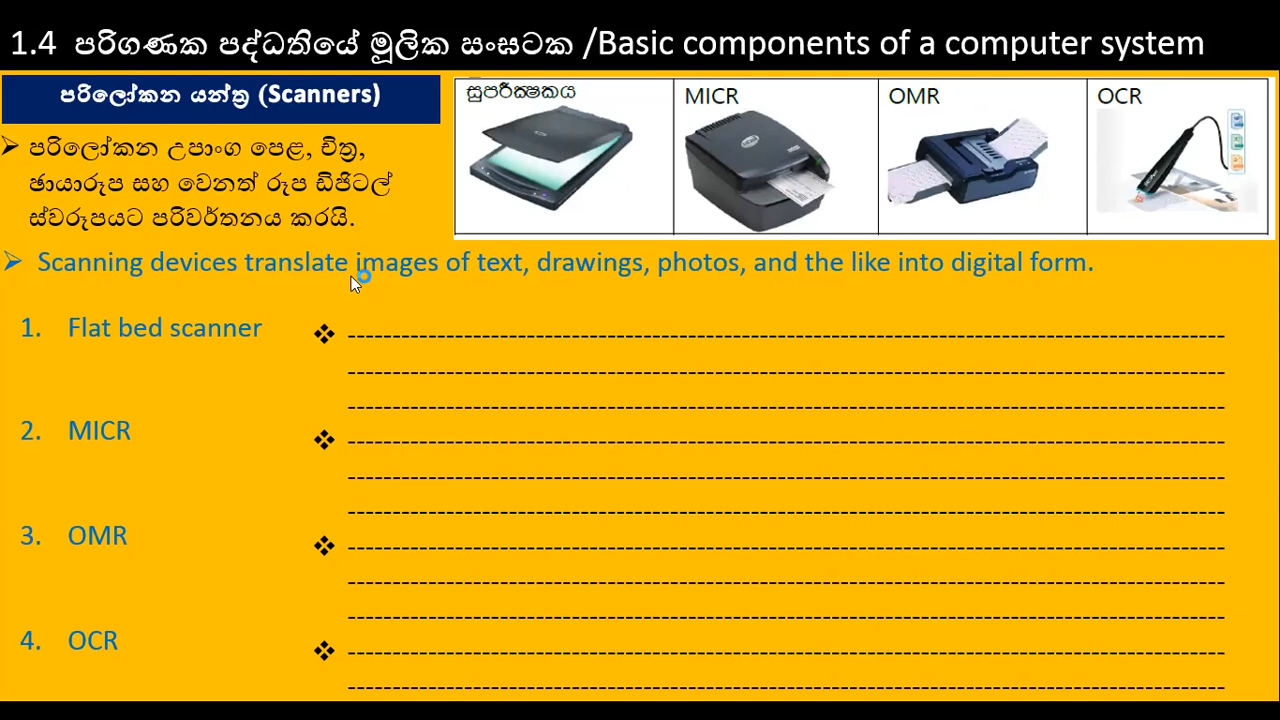 1.4 පරිගණක පද්ධතියේ මූලික සංඝටක /Basic components of a computer system
පරිලෝකන යන්ත්‍ර (Scanners)
➢ පරිලෝකන උපාංග පෙළ, චිත්‍ර,
ඡායාරූප සහ වෙනත් රූප ඩිජිටල්
ස්වරූපයට පරිවර්තනය කරයි.
සුපරීක්ෂකය
MICR
OMR
OCR
➢ Scanning devices translate images of text, drawings, photos, and the like into digital form.
1. Flat bed scanner
2. MICR
3. OMR
4. OCR